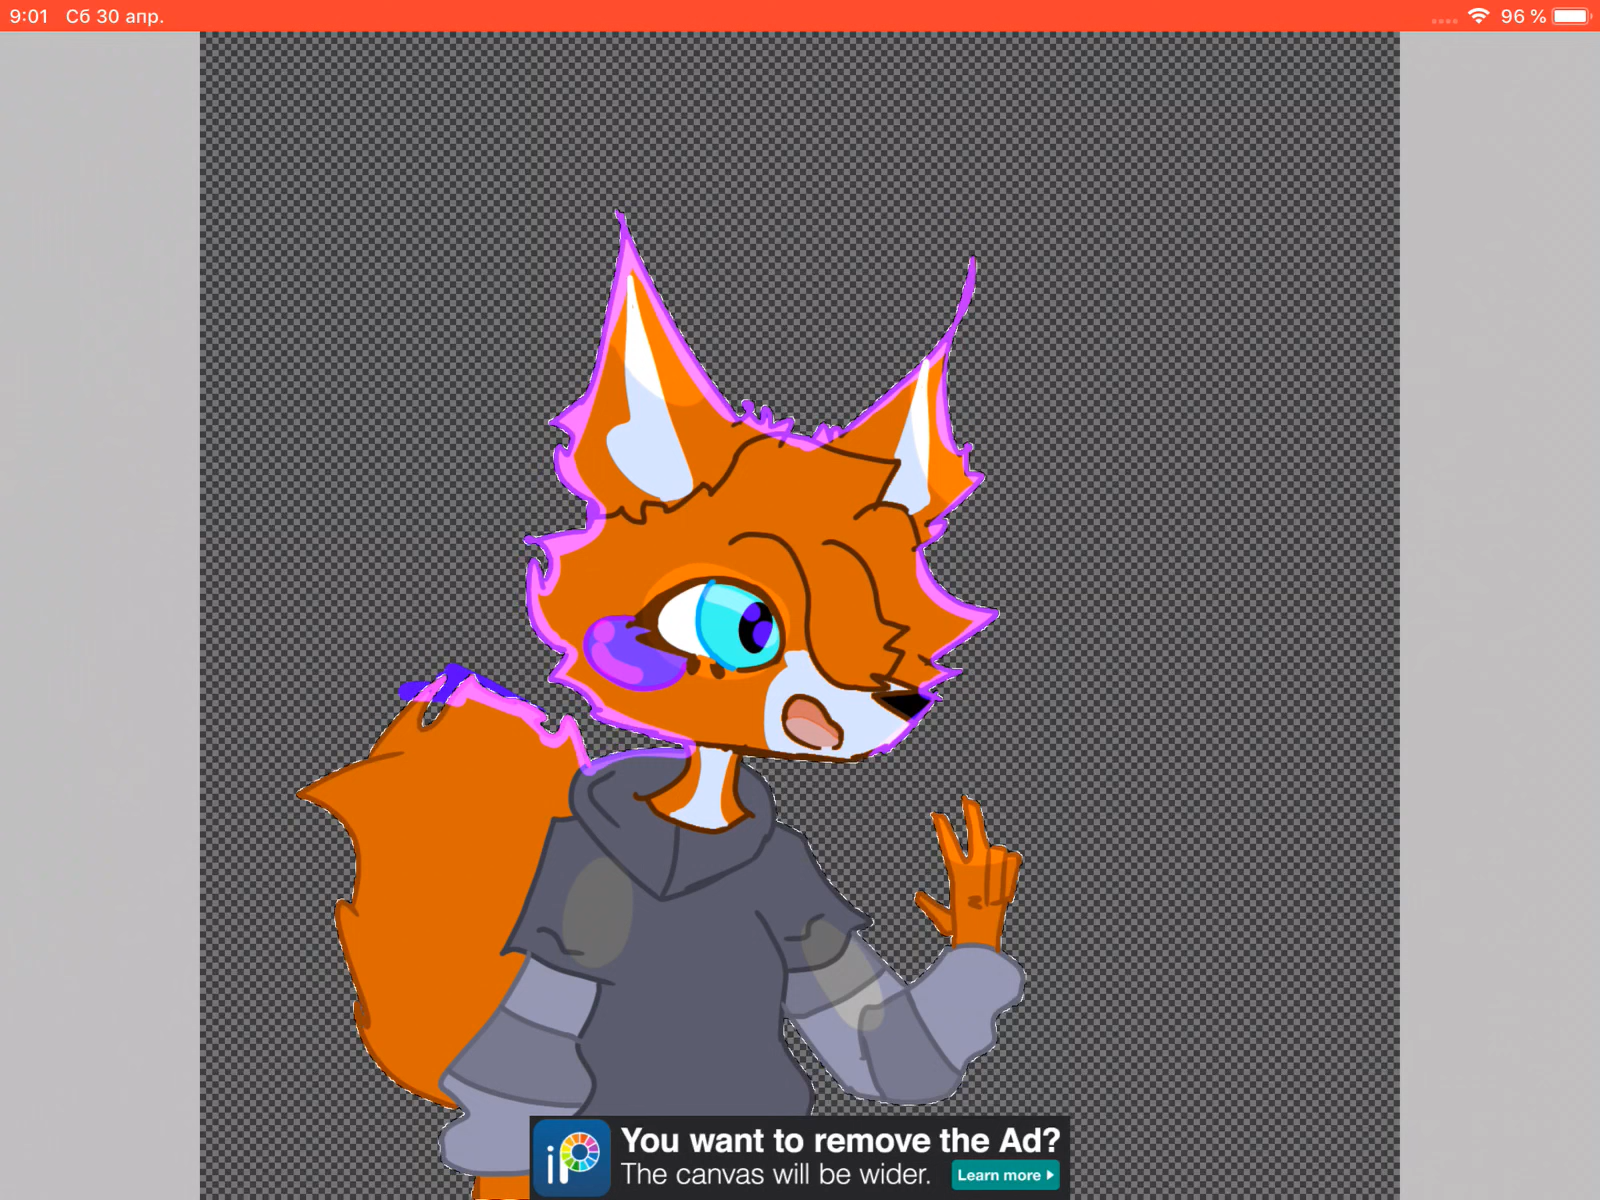 9:01 Сб 30 апр. 96 %
You want to remove the Ad?
The canvas will be wider. Learn more